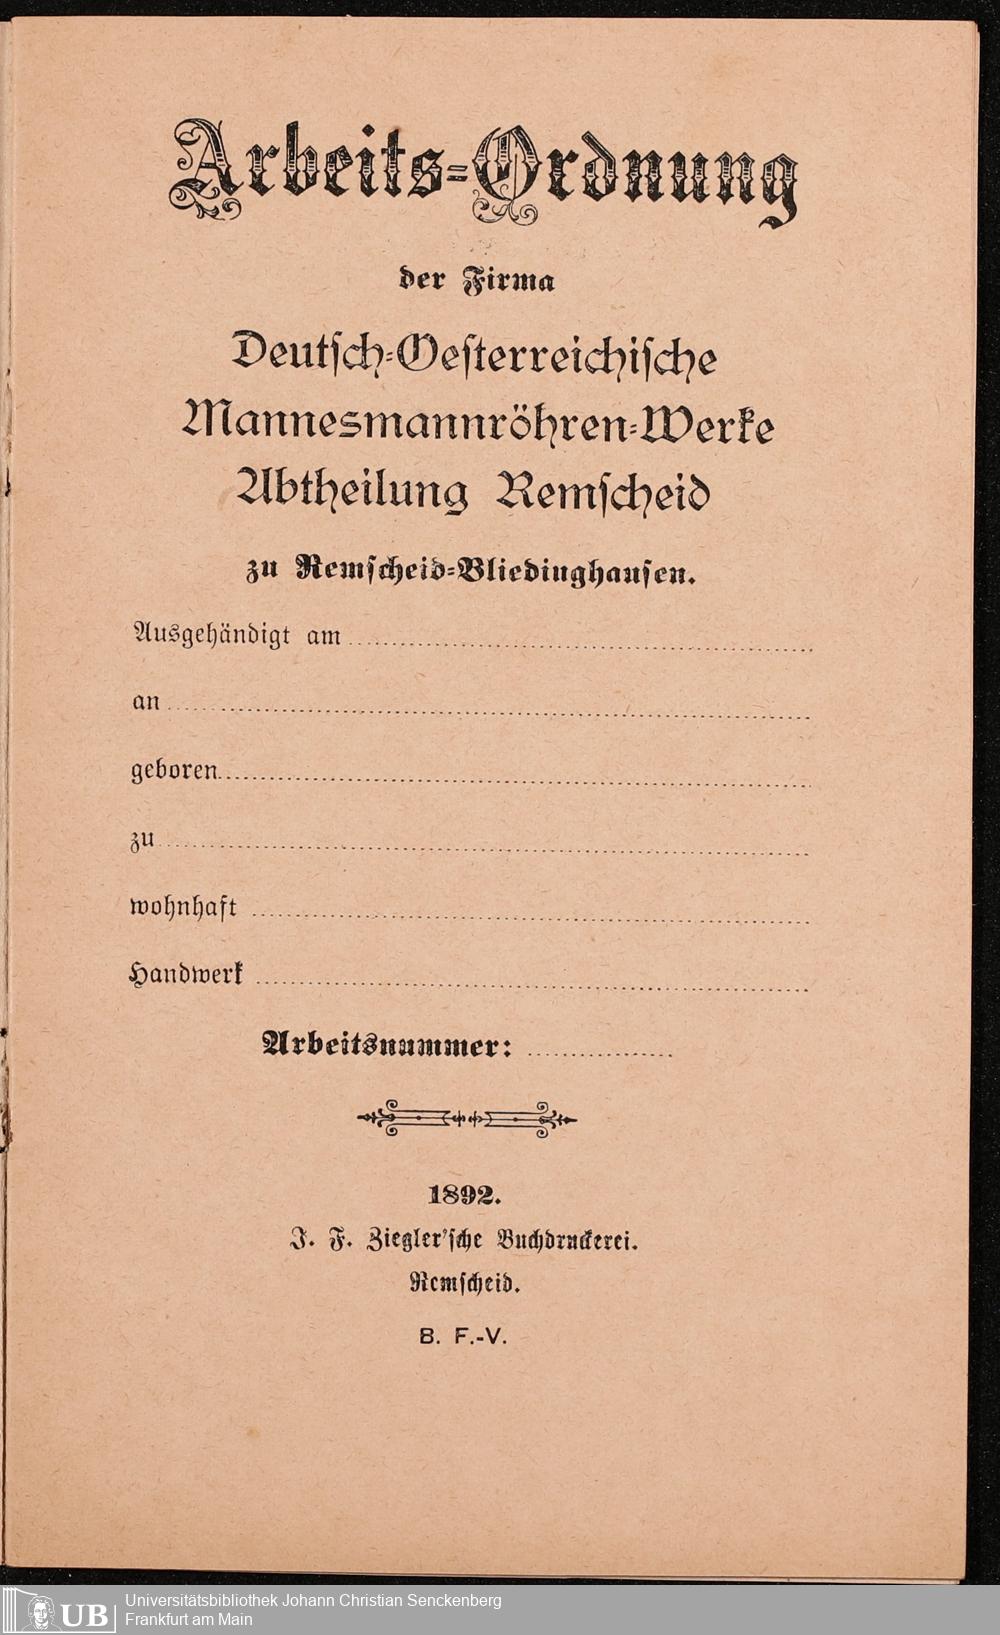 Arbeits=Ordnung
der Firma
Deutsch=Oesterreichische
Mannesmannröhren=Werke
Abtheilung Remscheid
zu Remscheid=Bliedinghausen.
Ausgehändigt am
an
geboren
zu
wohnhaft
Handwerk
Arbeitsnummer:
1892.
J. F. Ziegler'sche Buchdruckerei.
Remscheid.
B. F.-V.
UB
Universitätsbibliothek Johann Christian Senckenberg
Frankfurt am Main